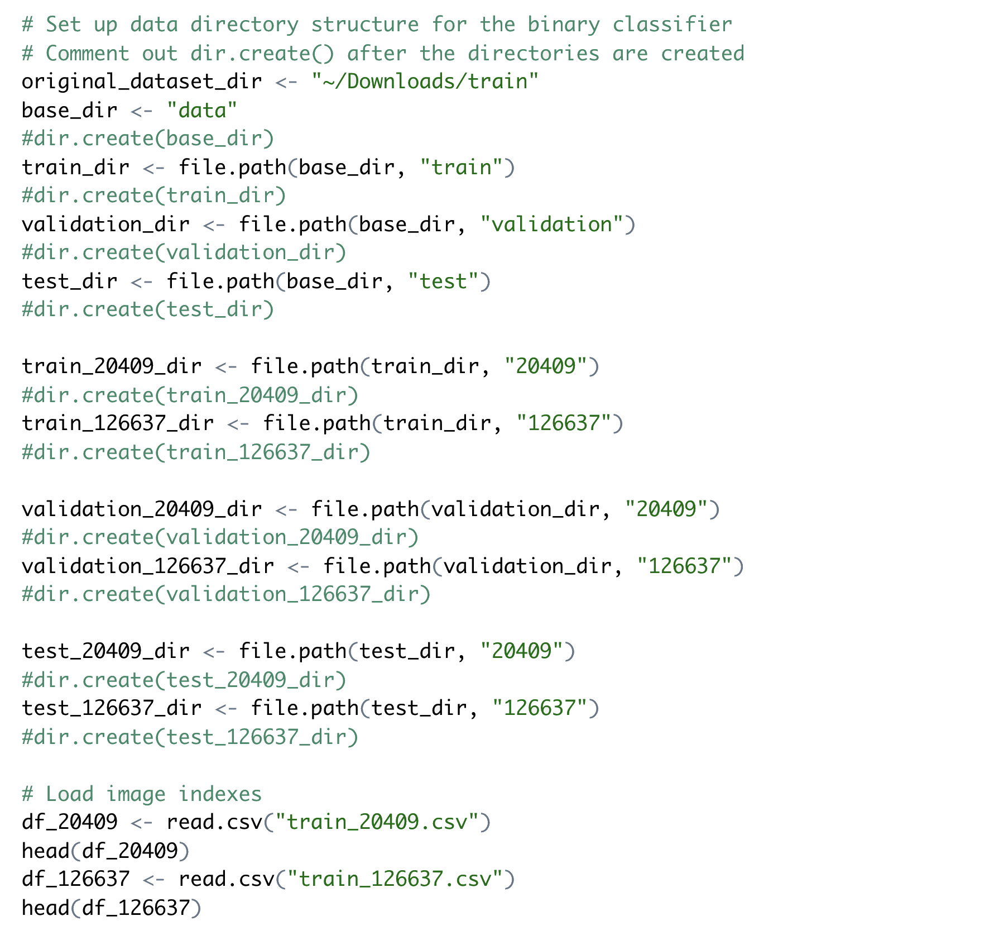 # Set up data directory structure for the binary classifier
# Comment out dir.create() after the directories are created
original_dataset_dir <- "~/Downloads/train"
base_dir <- "data"
#dir.create(base_dir)
train_dir <- file.path(base_dir, "train")
#dir.create(train_dir)
validation_dir <- file.path(base_dir, "validation")
#dir.create(validation_dir)
test_dir <- file.path(base_dir, "test")
#dir.create(test_dir)

train_20409_dir <- file.path(train_dir, "20409")
#dir.create(train_20409_dir)
train_126637_dir <- file.path(train_dir, "126637")
#dir.create(train_126637_dir)

validation_20409_dir <- file.path(validation_dir, "20409")
#dir.create(validation_20409_dir)
validation_126637_dir <- file.path(validation_dir, "126637")
#dir.create(validation_126637_dir)

test_20409_dir <- file.path(test_dir, "20409")
#dir.create(test_20409_dir)
test_126637_dir <- file.path(test_dir, "126637")
#dir.create(test_126637_dir)

# Load image indexes
df_20409 <- read.csv("train_20409.csv")
head(df_20409)
df_126637 <- read.csv("train_126637.csv")
head(df_126637)